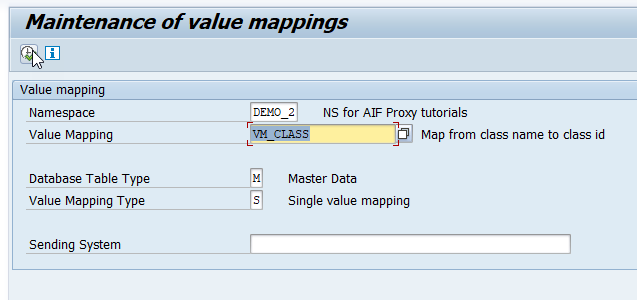 Maintenance of value mappings
Value mapping
Namespace DEMO_2 NS for AIF Proxy tutorials
Value Mapping VM_CLASS Map from class name to class id
Database Table Type M Master Data
Value Mapping Type S Single value mapping
Sending System